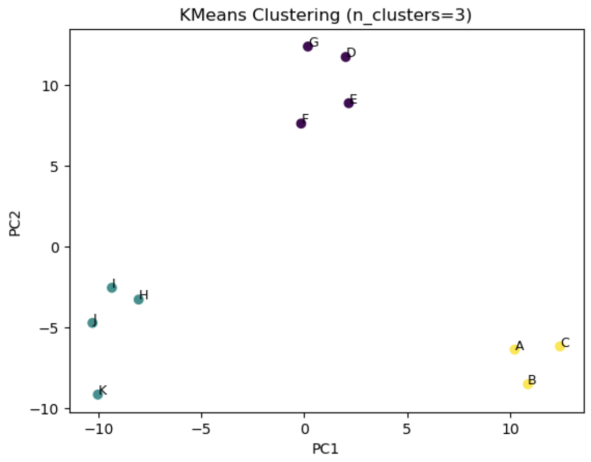 KMeans Clustering (n_clusters=3)
G
D
E
F
I
H
J
K
A
C
B
10
5
0
−5
−10
PC2
−10 −5 0 5 10
PC1